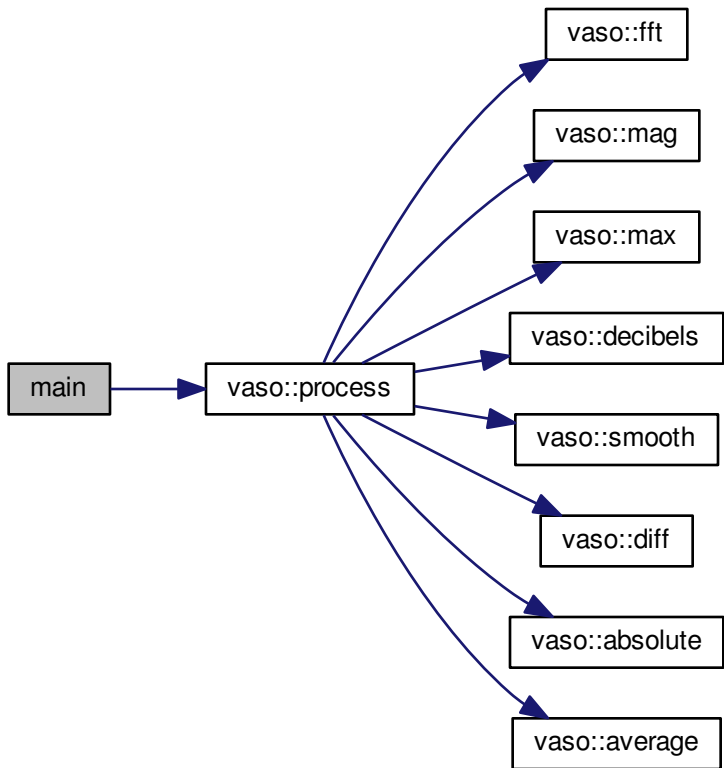 vaso::fft
vaso::mag
vaso::max
vaso::decibels
main
vaso::process
vaso::smooth
vaso::diff
vaso::absolute
vaso::average